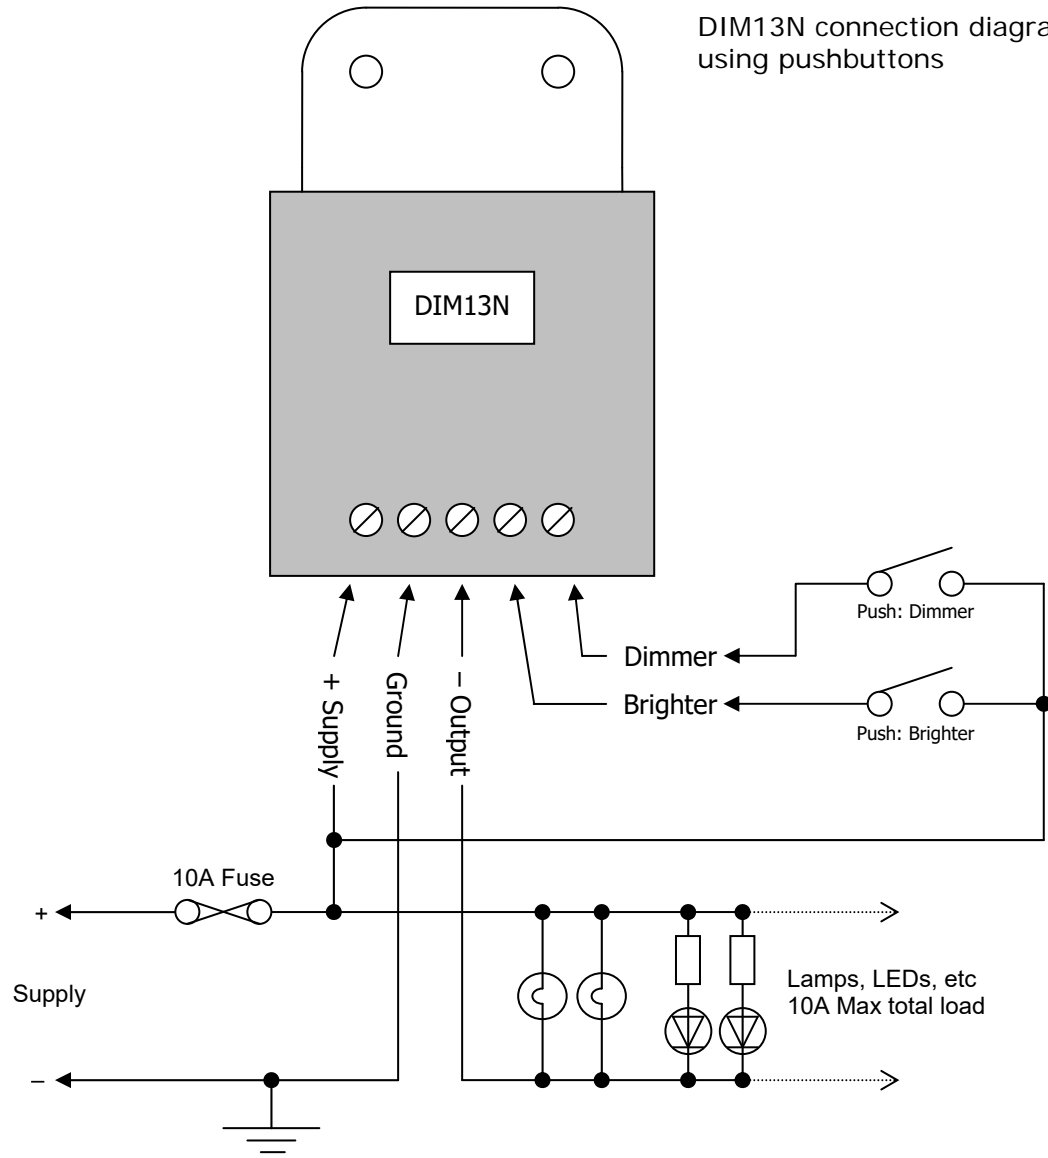 DIM13N connection diagra
using pushbuttons
DIM13N
Push: Dimmer
Dimmer
Brighter
Push: Brighter
+ Supply
Ground
– Output
10A Fuse
+
Supply
Lamps, LEDs, etc
10A Max total load
–